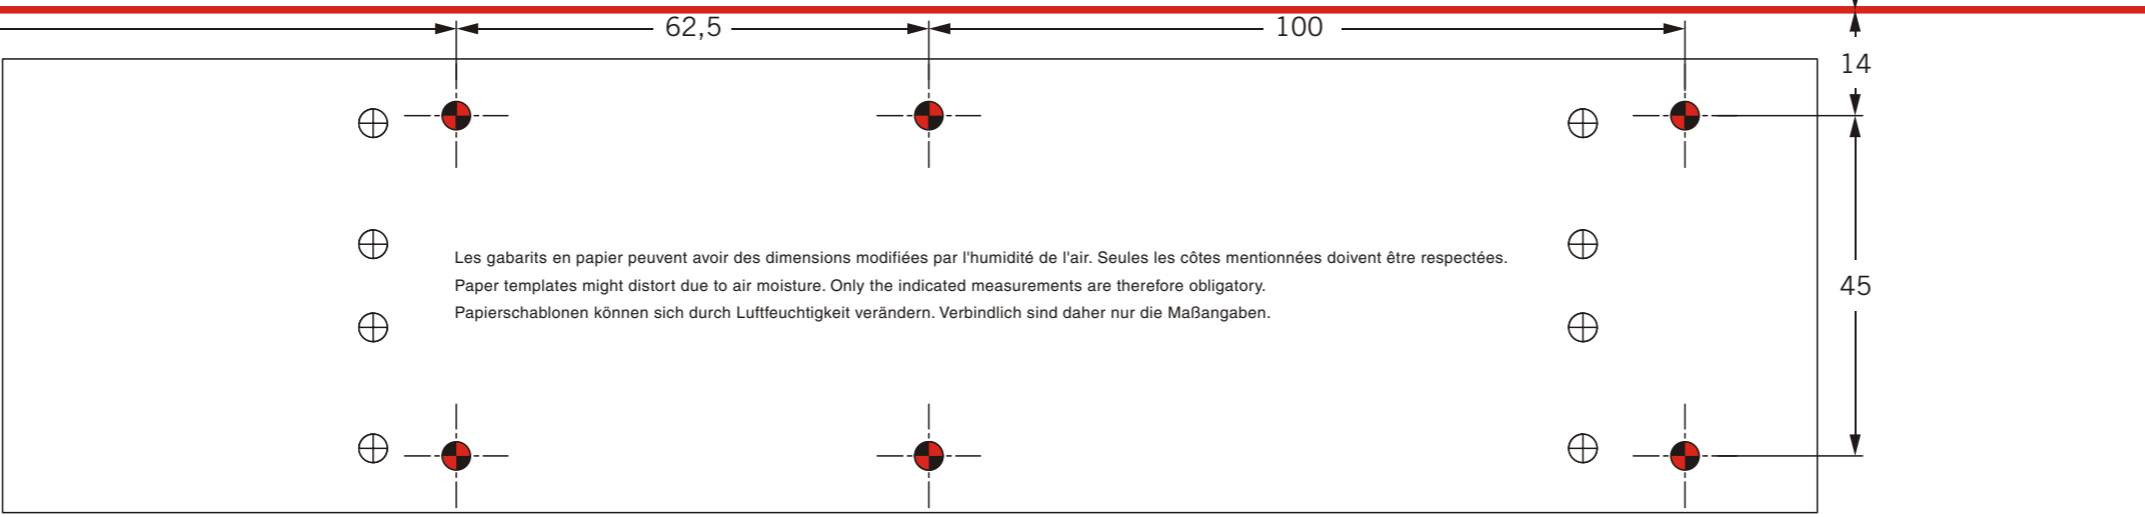 62,5
100
14
Les gabarits en papier peuvent avoir des dimensions modifiées par l'humidité de l'air. Seules les côtes mentionnées doivent être respectées.
Paper templates might distort due to air moisture. Only the indicated measurements are therefore obligatory.
45
Papierschablonen können sich durch Luftfeuchtigkeit verändern. Verbindlich sind daher nur die Maßangaben.